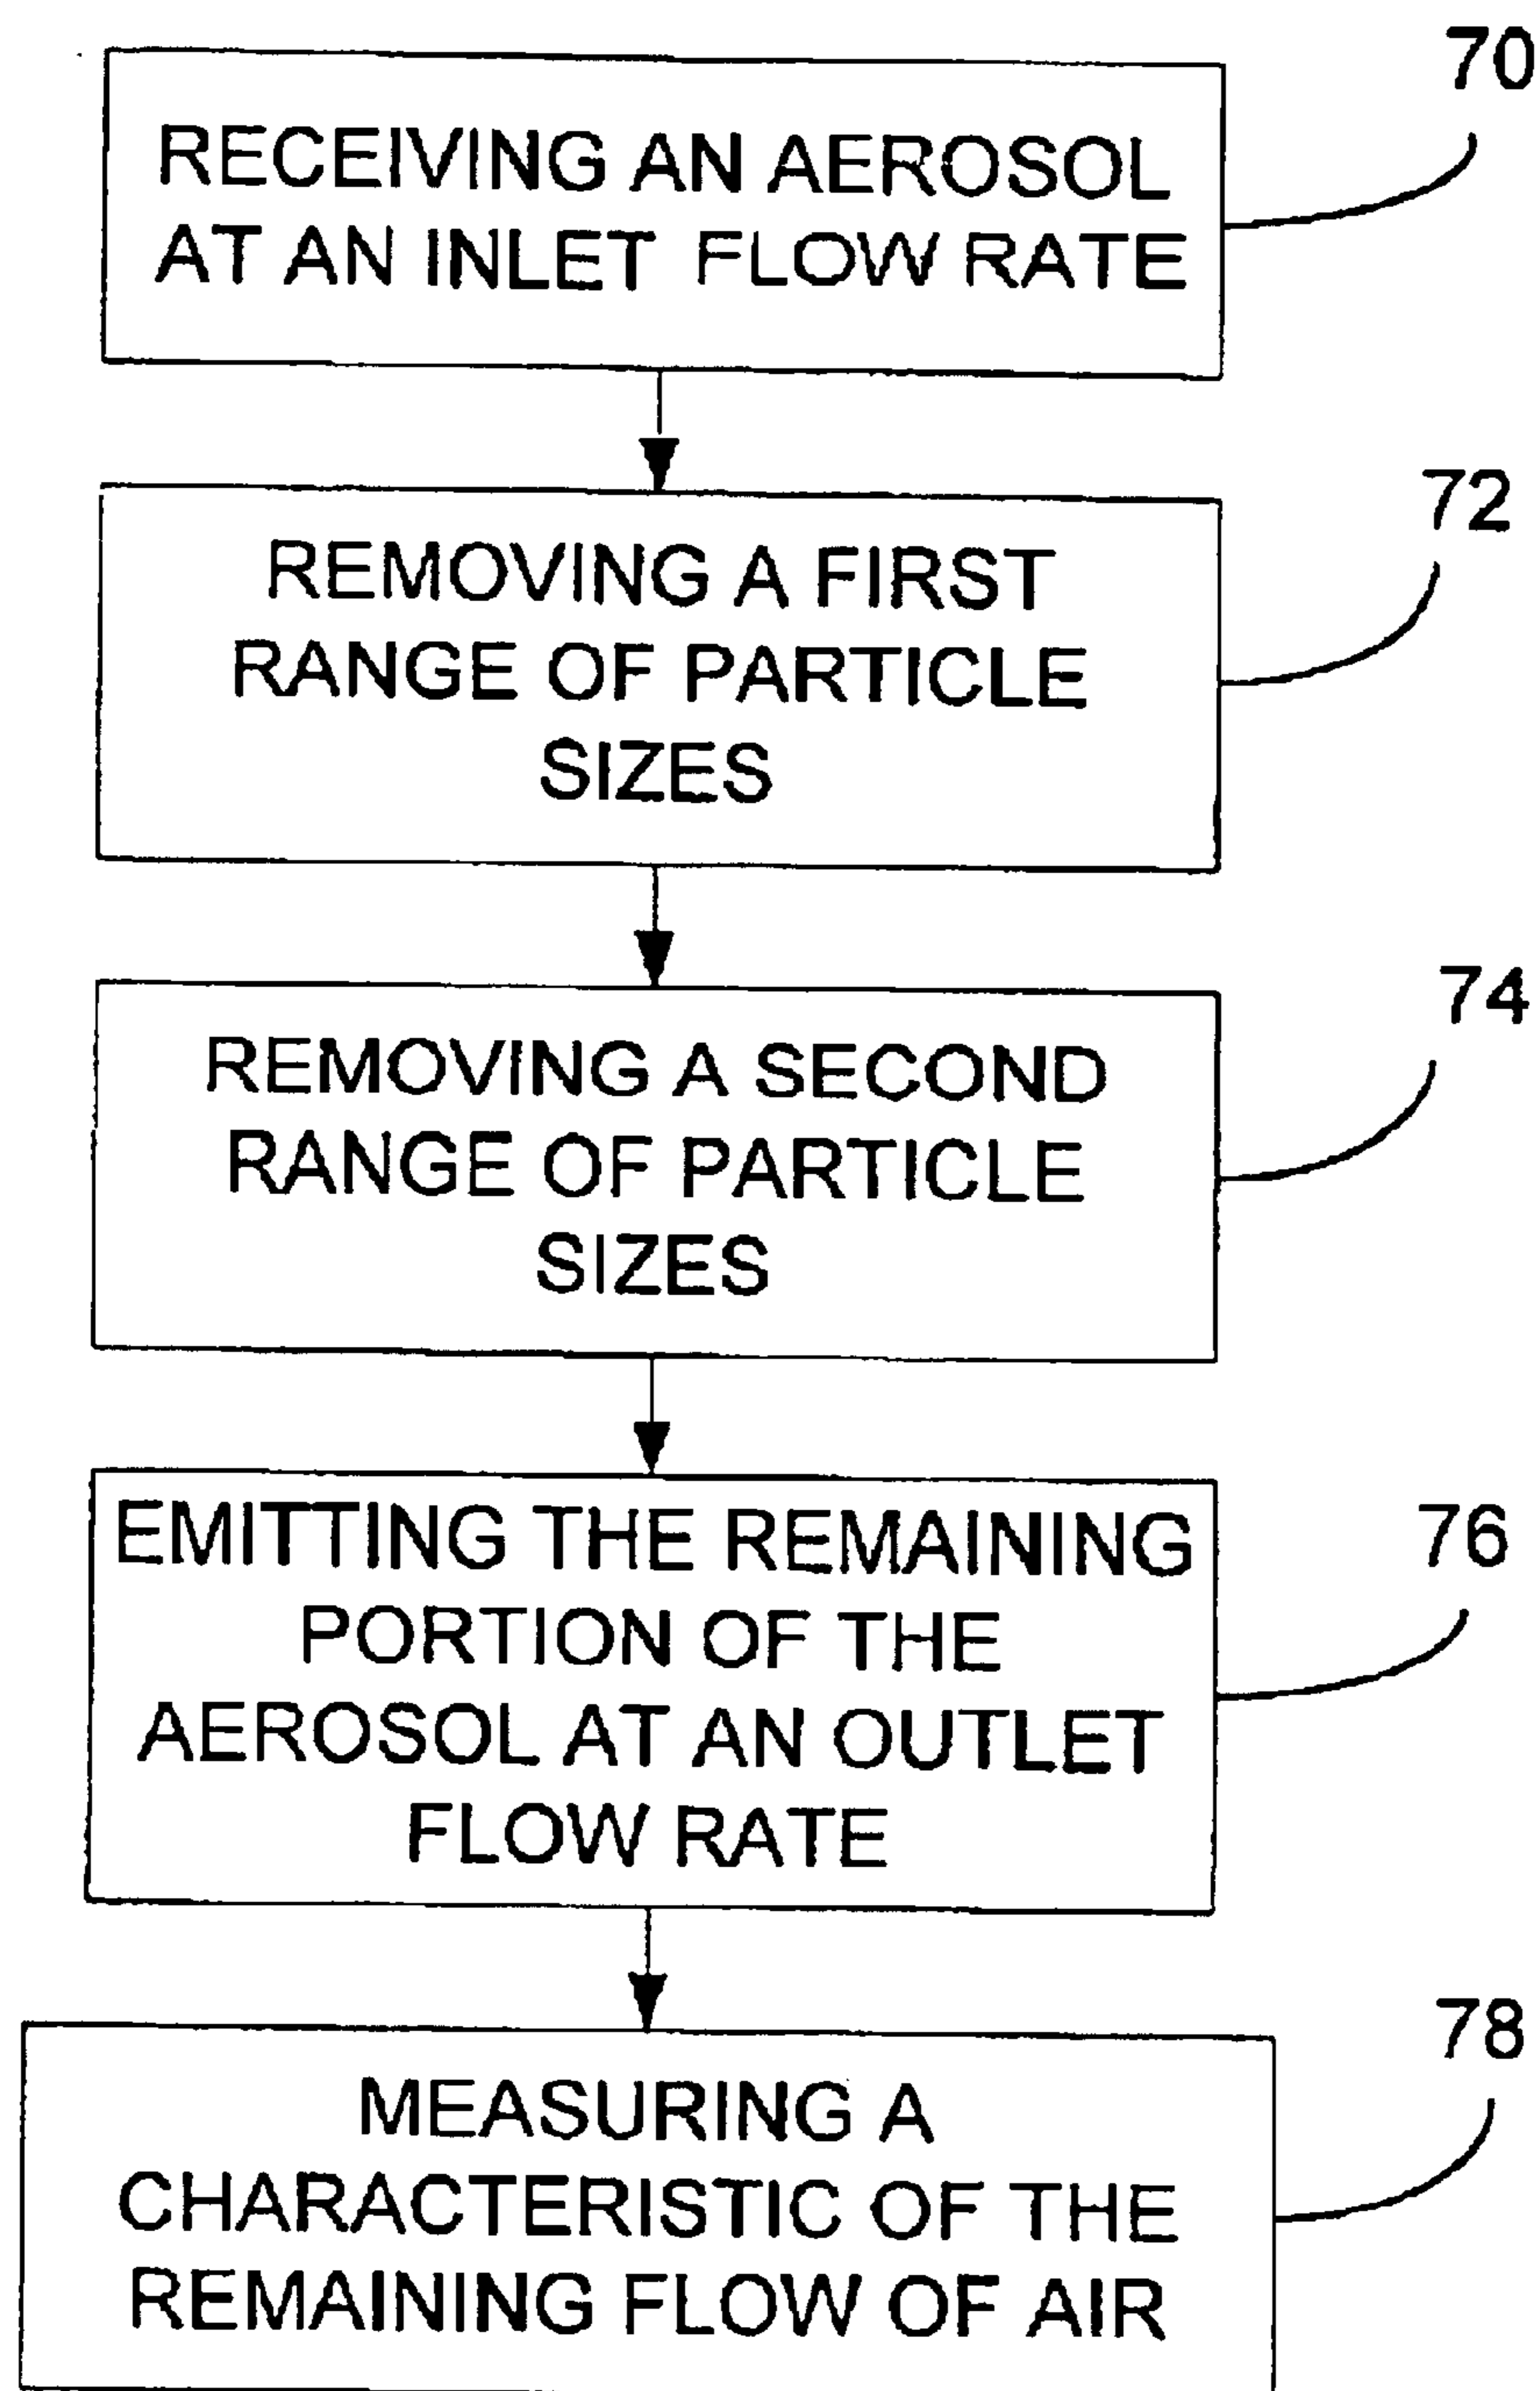 70
RECEIVING AN AEROSOL
AT AN INLET FLOW RATE
72
REMOVING A FIRST
RANGE OF PARTICLE
SIZES
74
REMOVING A SECOND
RANGE OF PARTICLE
SIZES
76
EMITTING THE REMAINING
PORTION OF THE
AEROSOL AT AN OUTLET
FLOW RATE
78
MEASURING A
CHARACTERISTIC OF THE
REMAINING FLOW OF AIR